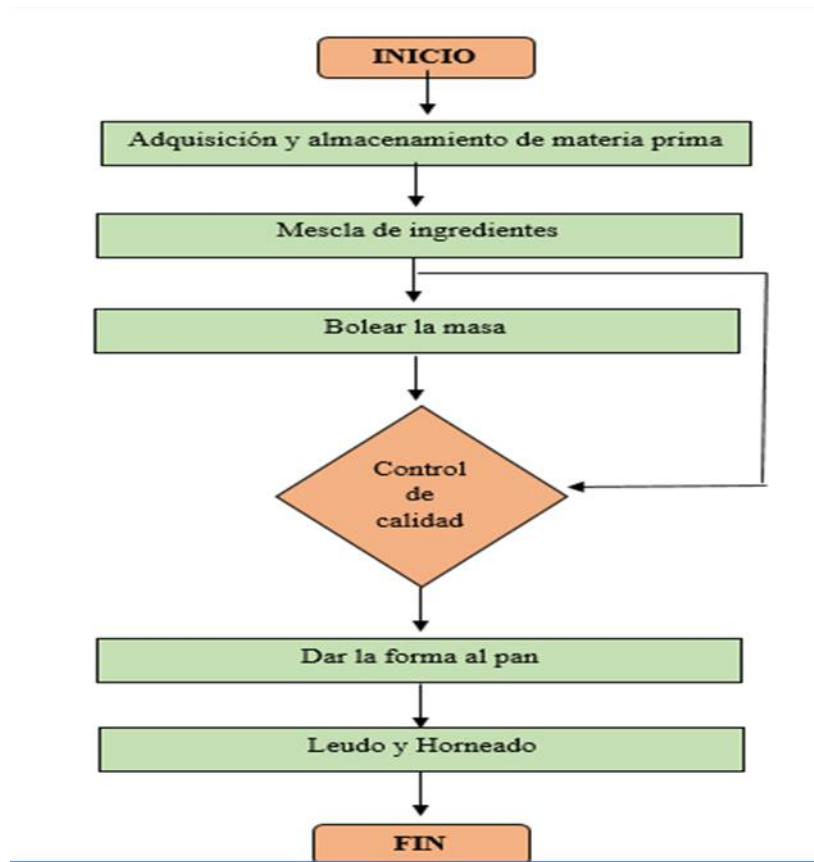 INICIO
Adquisición y almacenamiento de materia prima
Mescla de ingredientes
Bolear la masa
Control
de
calidad
Dar la forma al pan
Leudo y Horneado
FIN